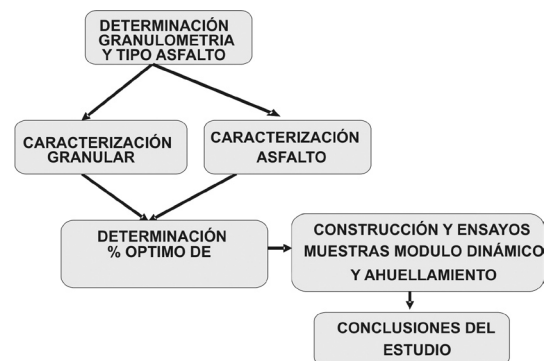 DETERMINACIÓN
GRANULOMETRIA
Y TIPO ASFALTO
CARACTERIZACIÓN
GRANULAR
CARACTERIZACIÓN
ASFALTO
DETERMINACIÓN
% OPTIMO DE
CONSTRUCCIÓN Y ENSAYOS
MUESTRAS MODULO DINÁMICO
Y AHUELLAMIENTO
CONCLUSIONES DEL
ESTUDIO